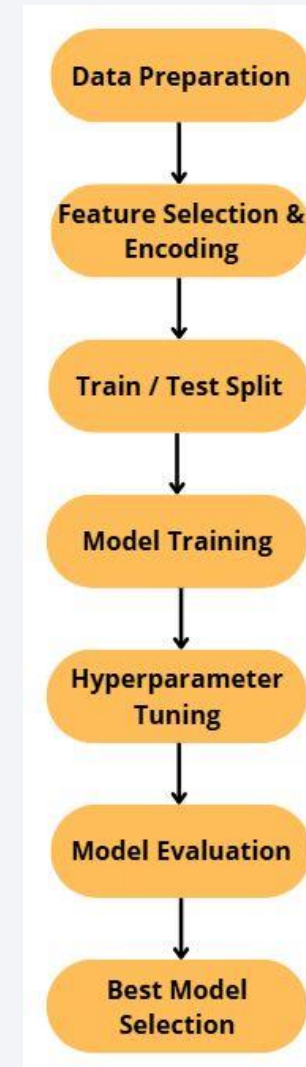 Data Preparation
Feature Selection &
Encoding
Train / Test Split
Model Training
Hyperparameter
Tuning
Model Evaluation
Best Model
Selection